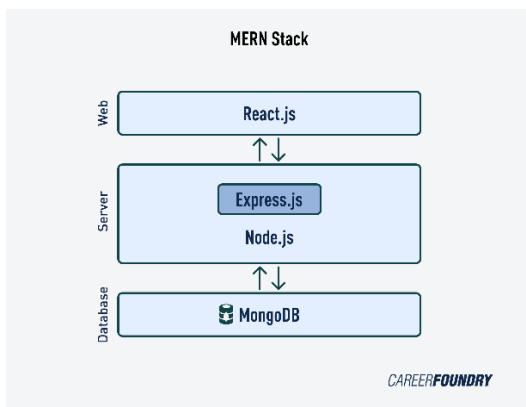 MERN Stack
Web
React.js
Server
Express.js
Node.js
Database
MongoDB
CAREERFOUNDRY